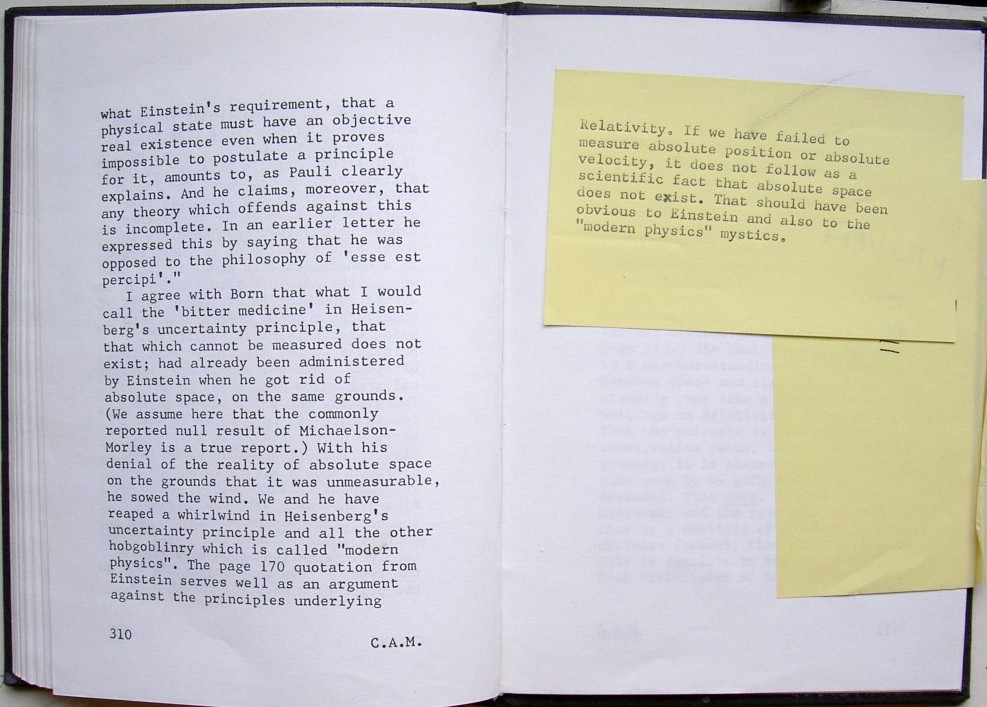 what Einstein's requirement, that a
physical state must have an objective
real existence even when it proves
impossible to postulate a principle
for it, amounts to, as Pauli clearly
explains. And he claims, moreover, that
any theory which offends against this
is incomplete. In an earlier letter he
expressed this by saying that he was
opposed to the philosophy of 'esse est
percipi'."
I agree with Born that what I would
call the 'bitter medicine' in Heisen-
berg's uncertainty principle, that
that which cannot be measured does not
exist; had already been administered
by Einstein when he got rid of
absolute space, on the same grounds.
(We assume here that the commonly
reported null result of Michaelson-
Morley is a true report.) With his
denial of the reality of absolute space
on the grounds that it was unmeasurable,
he sowed the wind. We and he have
reaped a whirlwind in Heisenberg's
uncertainty principle and all the other
hobgoblinry which is called "modern
physics". The page 170 quotation from
Einstein serves well as an argument
against the principles underlying
310
C.A.M.
Relativity. If we have failed to
measure absolute position or absolute
velocity, it does not follow as a
scientific fact that absolute space
does not exist. That should have been
obvious to Einstein and also to the
"modern physics" mystics.